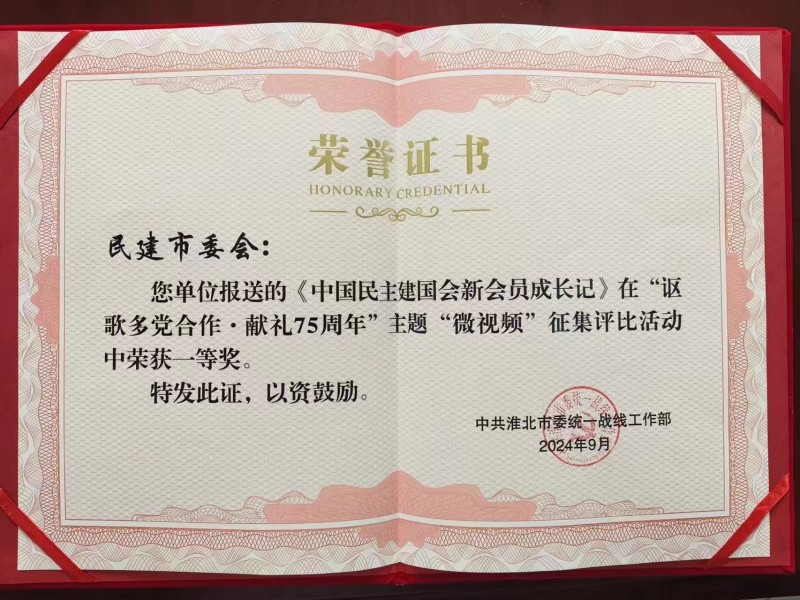 荣誉证书
HONORARY CREDENTIAL
民建市委会：
您单位报送的《中国民主建国会新会员成长记》在“讴
歌多党合作·献礼75周年”主题“微视频”征集评比活动
中荣获一等奖。
特发此证，以资鼓励。
中共淮北市委统一战线工作部
2024年9月